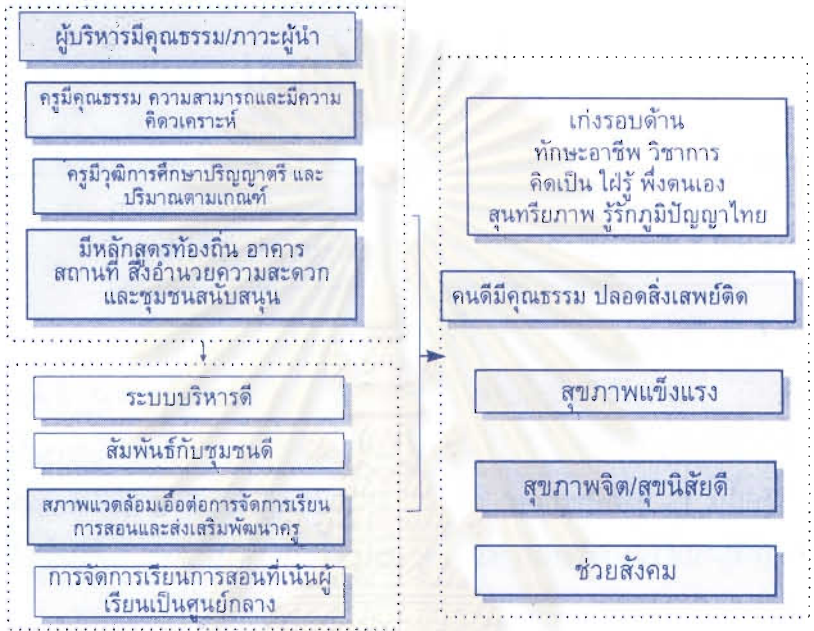 ผู้บริหารมีคุณธรรม/ภาวะผู้นำ
ครูมีคุณธรรม ความสามารถและมีความ
คิดวเคราะห์
ครูมีวุฒิการศึกษาปริญญาตรี และ
ปริมาณตามเกณฑ์
มีหลักสูตรท้องถิ่น อาคาร
สถานที่ สิ่งอำนวยความสะดวก
และชุมชนสนับสนุน
ระบบบริหารดี
สัมพันธ์กับชุมชนดี
สภาพแวดล้อมเอื้อต่อการจัดการเรียน
การสอนและส่งเสริมพัฒนาครู
การจัดการเรียนการสอนที่เน้นผู้
เรียนเป็นศูนย์กลาง
เก่งรอบด้าน
ทักษะอาชีพ วิชาการ
คิดเป็น ใฝ่รู้ พึ่งตนเอง
สุนทรียภาพ รู้รักภูมิปัญญาไทย
คนดีมีคุณธรรม ปลอดสิ่งเสพย์ติด
สุขภาพแข็งแรง
สุขภาพจิต/สุขนิสัยดี
ช่วยสังคม